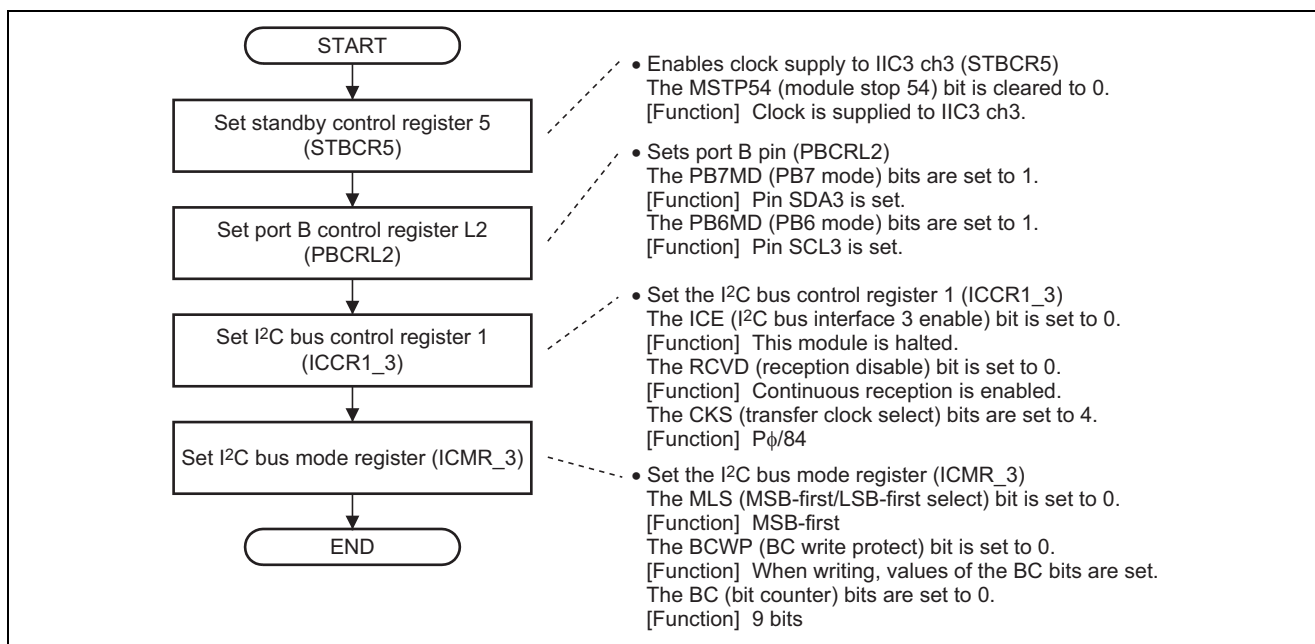 START
Set standby control register 5
(STBCR5)
Set port B control register L2
(PBCRL2)
Set I²C bus control register 1
(ICCR1_3)
Set I²C bus mode register (ICMR_3)
END
• Enables clock supply to IIC3 ch3 (STBCR5)
The MSTP54 (module stop 54) bit is cleared to 0.
[Function] Clock is supplied to IIC3 ch3.
• Sets port B pin (PBCRL2)
The PB7MD (PB7 mode) bits are set to 1.
[Function] Pin SDA3 is set.
The PB6MD (PB6 mode) bits are set to 1.
[Function] Pin SCL3 is set.
• Set the I²C bus control register 1 (ICCR1_3)
The ICE (I²C bus interface 3 enable) bit is set to 0.
[Function] This module is halted.
The RCVD (reception disable) bit is set to 0.
[Function] Continuous reception is enabled.
The CKS (transfer clock select) bits are set to 4.
[Function] Pϕ/84
• Set the I²C bus mode register (ICMR_3)
The MLS (MSB-first/LSB-first select) bit is set to 0.
[Function] MSB-first
The BCWP (BC write protect) bit is set to 0.
[Function] When writing, values of the BC bits are set.
The BC (bit counter) bits are set to 0.
[Function] 9 bits